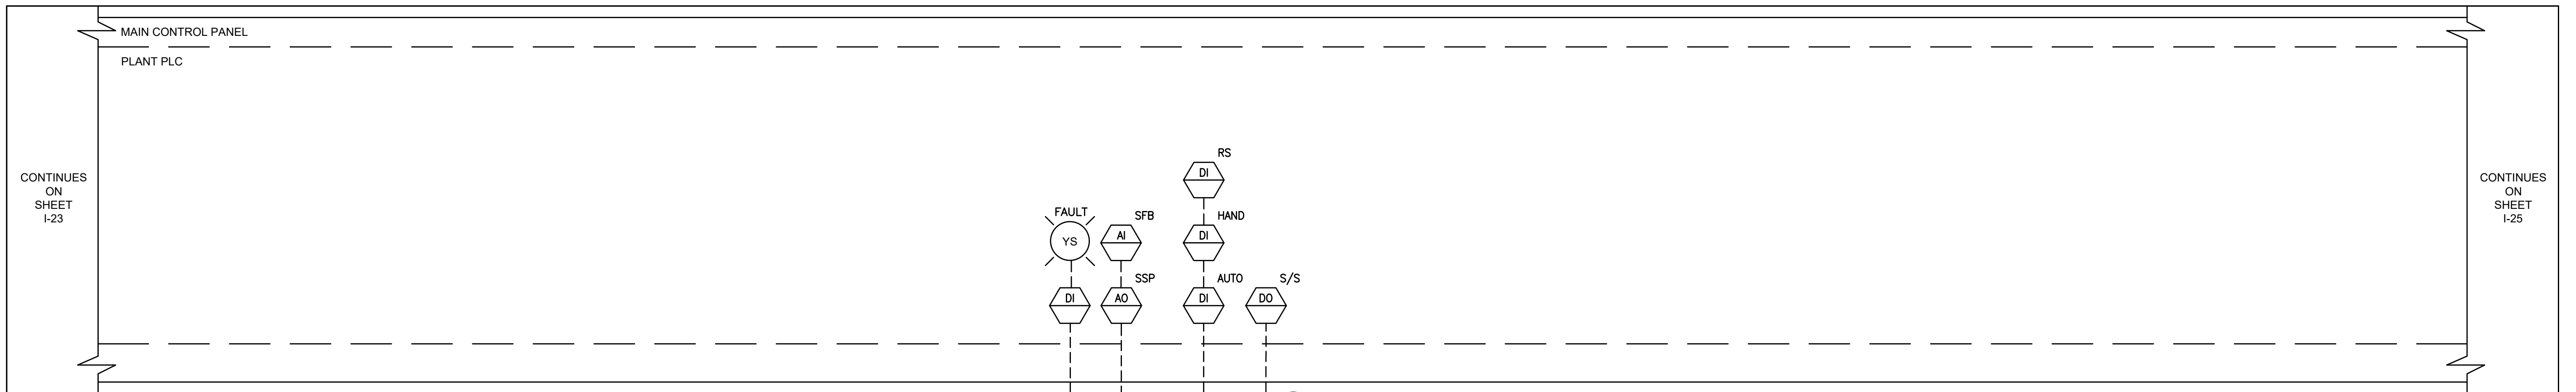 MAIN CONTROL PANEL
PLANT PLC
CONTINUES
ON
SHEET
I-23
CONTINUES
ON
SHEET
I-25
RS
DI
FAULT
SFB
HAND
YS
AI
DI
SSP
AUTO
S/S
DI
AO
DI
DO